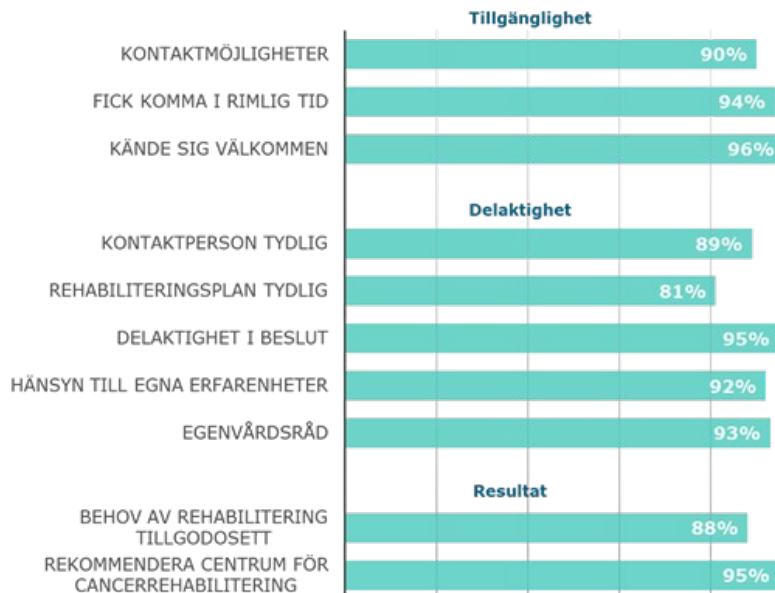 Tillgänglighet
KONTAKTMÖJLIGHETER 90%
FICK KOMMA I RIMLIG TID 94%
KÄNDE SIG VÄLKOMMEN 96%
Delaktighet
KONTAKTPERSON TYDLIG 89%
REHABILITERINGSPLAN TYDLIG 81%
DELAKTIGHET I BESLUT 95%
HÄNSYN TILL EGNA ERFARENHETER 92%
EGENVÅRDSRÅD 93%
Resultat
BEHOV AV REHABILITERING
TILLGODOSETT 88%
REKOMMENDERA CENTRUM FÖR
CANCERREHABILITERING 95%